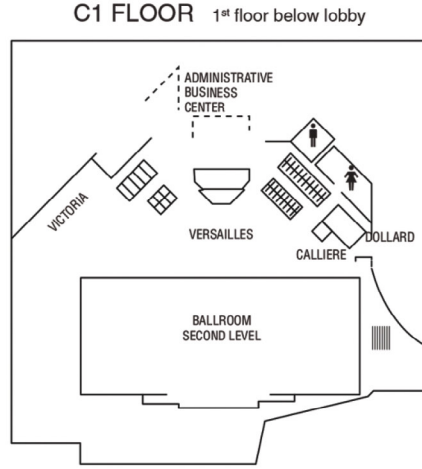 C1 FLOOR 1st floor below lobby
ADMINISTRATIVE
BUSINESS
CENTER
VICTORIA
VERSAILLES
DOLLARD
CALLIERE
BALLROOM
SECOND LEVEL